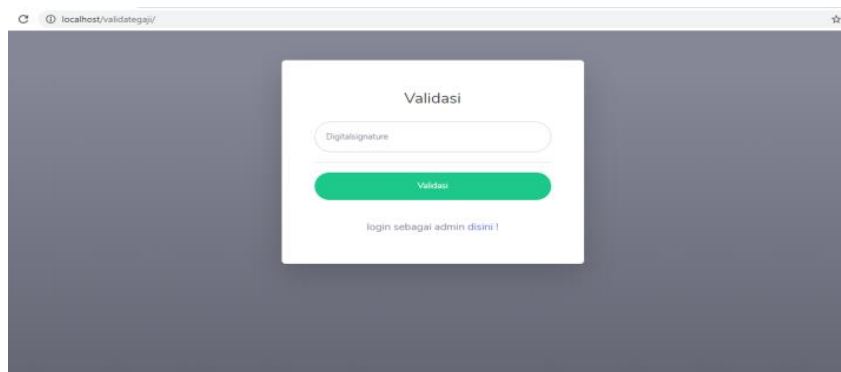 localhost/validategaji/
Validasi
Digitalsignature
Validasi
login sebagai admin disini !